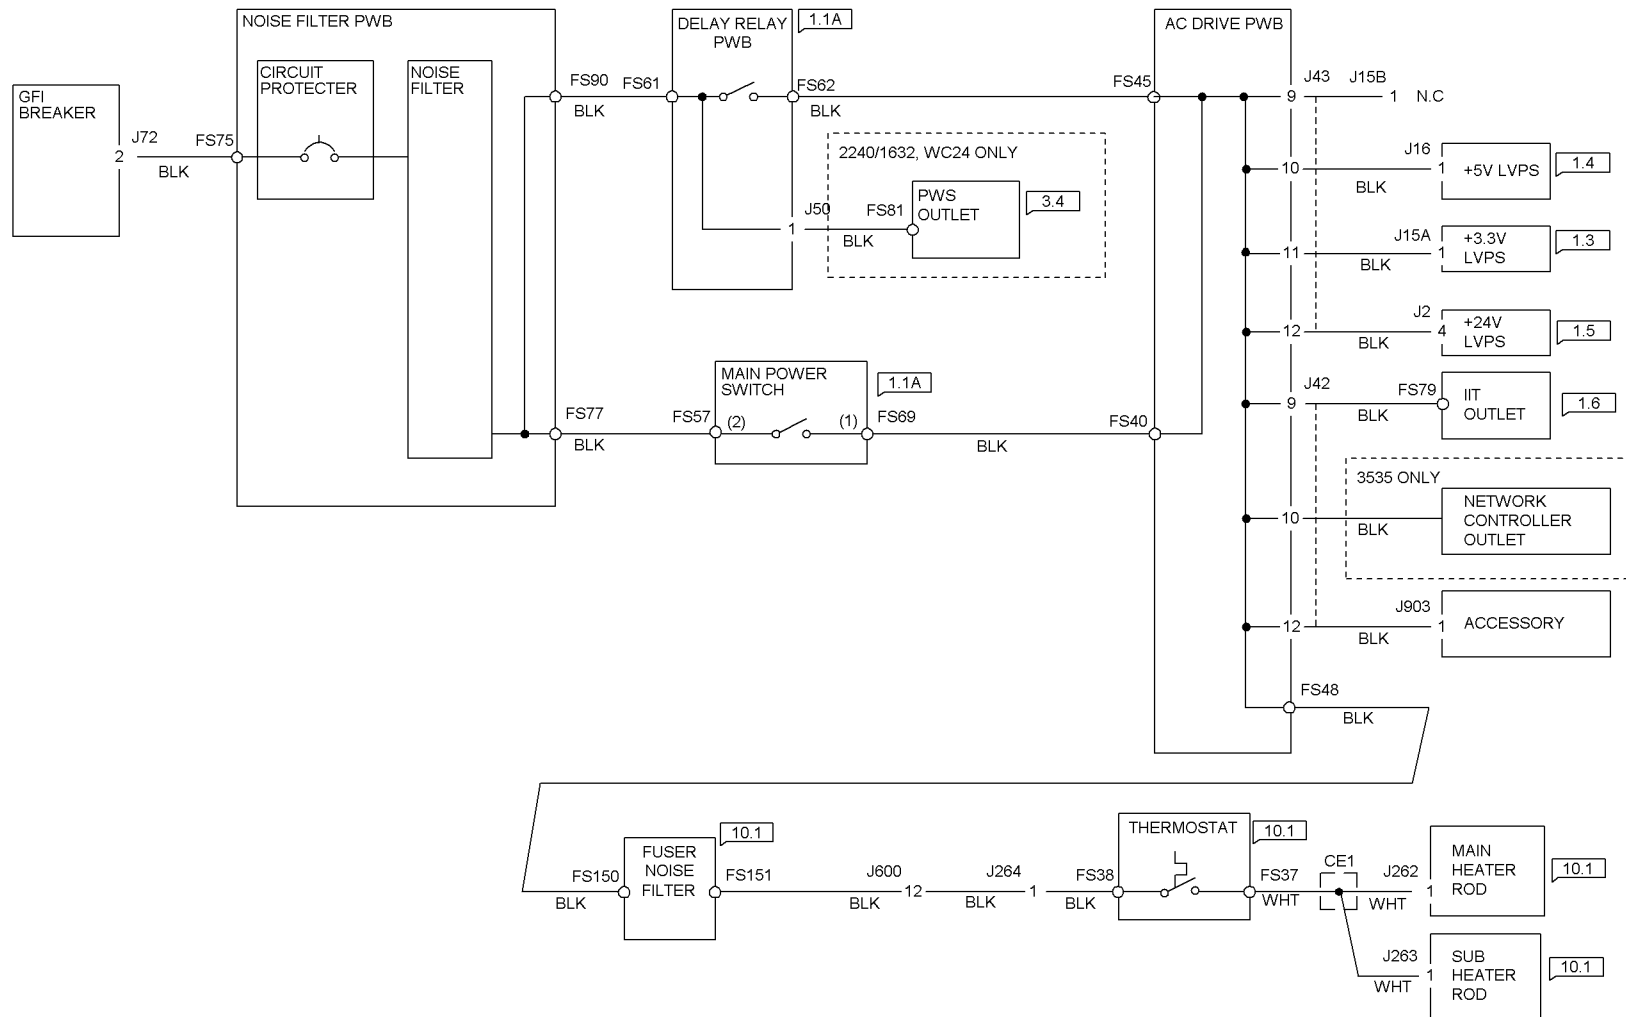 NOISE FILTER PWB
DELAY RELAY
PWB
1.1A
AC DRIVE PWB
GFI
BREAKER
2
J72
BLK
FS75
CIRCUIT
PROTECTER
NOISE
FILTER
FS90
BLK
FS61
FS62
BLK
FS45
J43
9
J15B
1
N.C
2240/1632, WC24 ONLY
PWS
OUTLET
3.4
J50
1
BLK
FS81
10
BLK
J16
1
+5V LVPS
1.4
11
BLK
J15A
1
+3.3V
LVPS
1.3
12
BLK
J2
4
+24V
LVPS
1.5
MAIN POWER
SWITCH
1.1A
FS77
BLK
FS57
(2)
(1)
FS69
BLK
FS40
J42
9
BLK
FS79
IIT
OUTLET
1.6
3535 ONLY
10
BLK
NETWORK
CONTROLLER
OUTLET
12
BLK
J903
1
ACCESSORY
FS48
BLK
FS150
BLK
FUSER
NOISE
FILTER
10.1
FS151
J600
BLK
12
J264
BLK
1
FS38
BLK
THERMOSTAT
10.1
FS37
WHT
CE1
J262
WHT
1
MAIN
HEATER
ROD
10.1
J263
WHT
1
SUB
HEATER
ROD
10.1